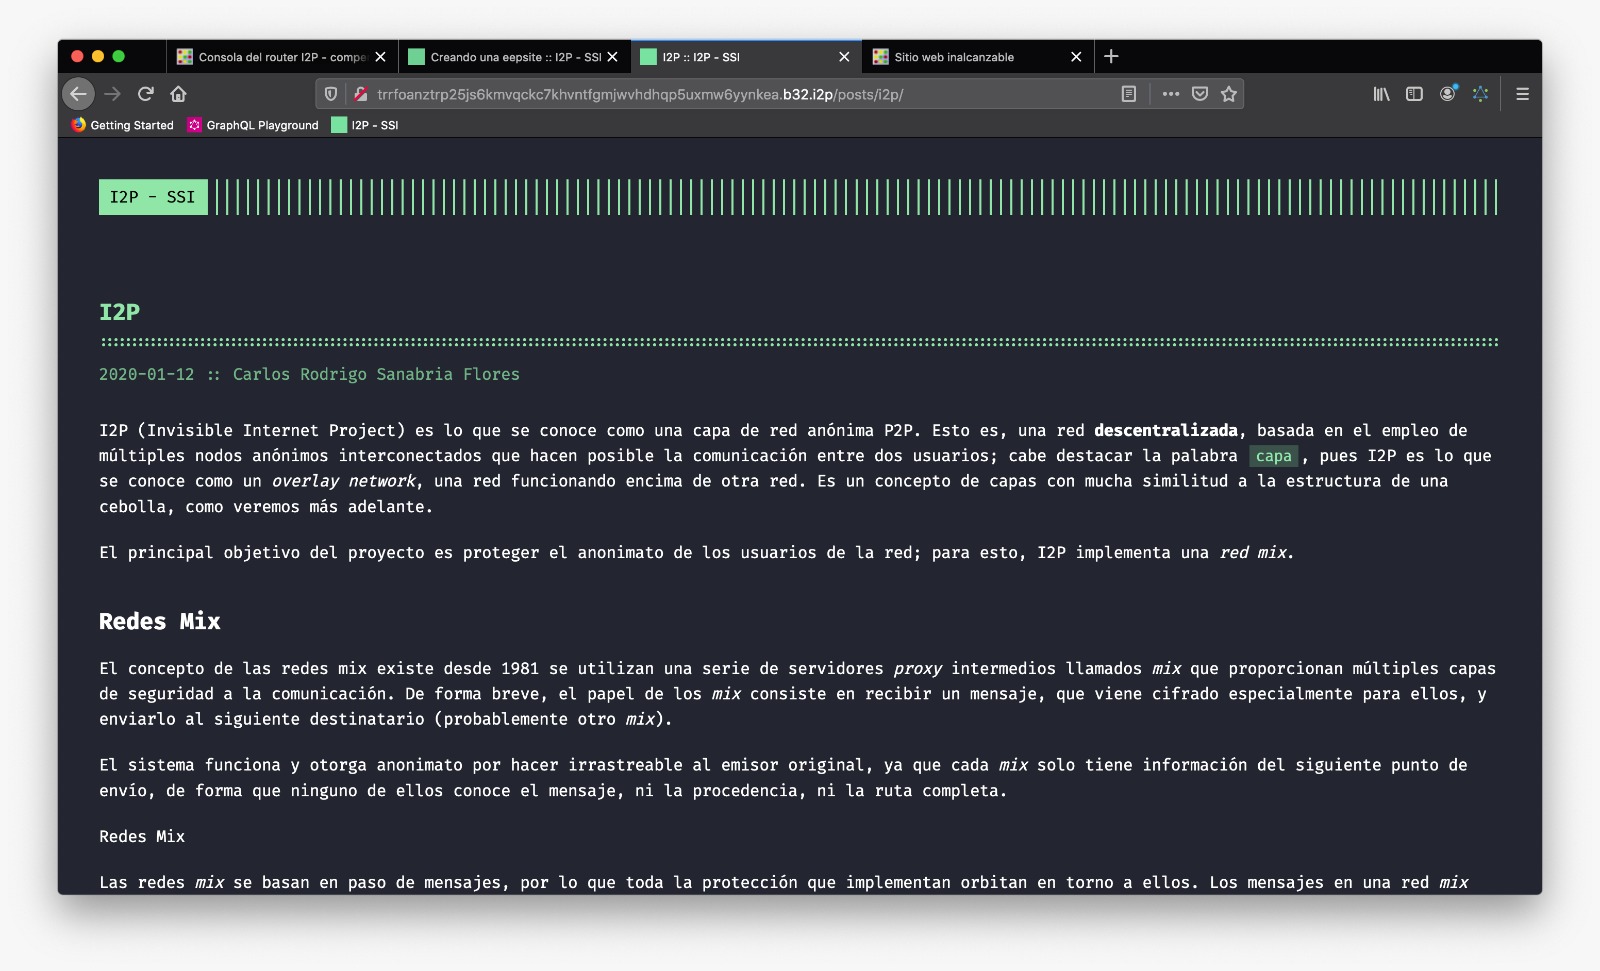 Consola del router I2P - compe
Creando una eepsite :: I2P - SSI
I2P :: I2P - SSI
Sitio web inalcanzable
trrfoanztrp25js6kmvqckc7khvntfgmjwvhdhqp5uxmw6yynkea.b32.i2p/posts/i2p/
Getting Started
GraphQL Playground
I2P - SSI
I2P - SSI
I2P
2020-01-12 :: Carlos Rodrigo Sanabria Flores
I2P (Invisible Internet Project) es lo que se conoce como una capa de red anónima P2P. Esto es, una red descentralizada, basada en el empleo de
múltiples nodos anónimos interconectados que hacen posible la comunicación entre dos usuarios; cabe destacar la palabra capa, pues I2P es lo que
se conoce como un overlay network, una red funcionando encima de otra red. Es un concepto de capas con mucha similitud a la estructura de una
cebolla, como veremos más adelante.
El principal objetivo del proyecto es proteger el anonimato de los usuarios de la red; para esto, I2P implementa una red mix.
Redes Mix
El concepto de las redes mix existe desde 1981 se utilizan una serie de servidores proxy intermedios llamados mix que proporcionan múltiples capas
de seguridad a la comunicación. De forma breve, el papel de los mix consiste en recibir un mensaje, que viene cifrado especialmente para ellos, y
enviarlo al siguiente destinatario (probablemente otro mix).
El sistema funciona y otorga anonimato por hacer irrastreable al emisor original, ya que cada mix solo tiene información del siguiente punto de
envío, de forma que ninguno de ellos conoce el mensaje, ni la procedencia, ni la ruta completa.
Redes Mix
Las redes mix se basan en paso de mensajes, por lo que toda la protección que implementan orbitan en torno a ellos. Los mensajes en una red mix